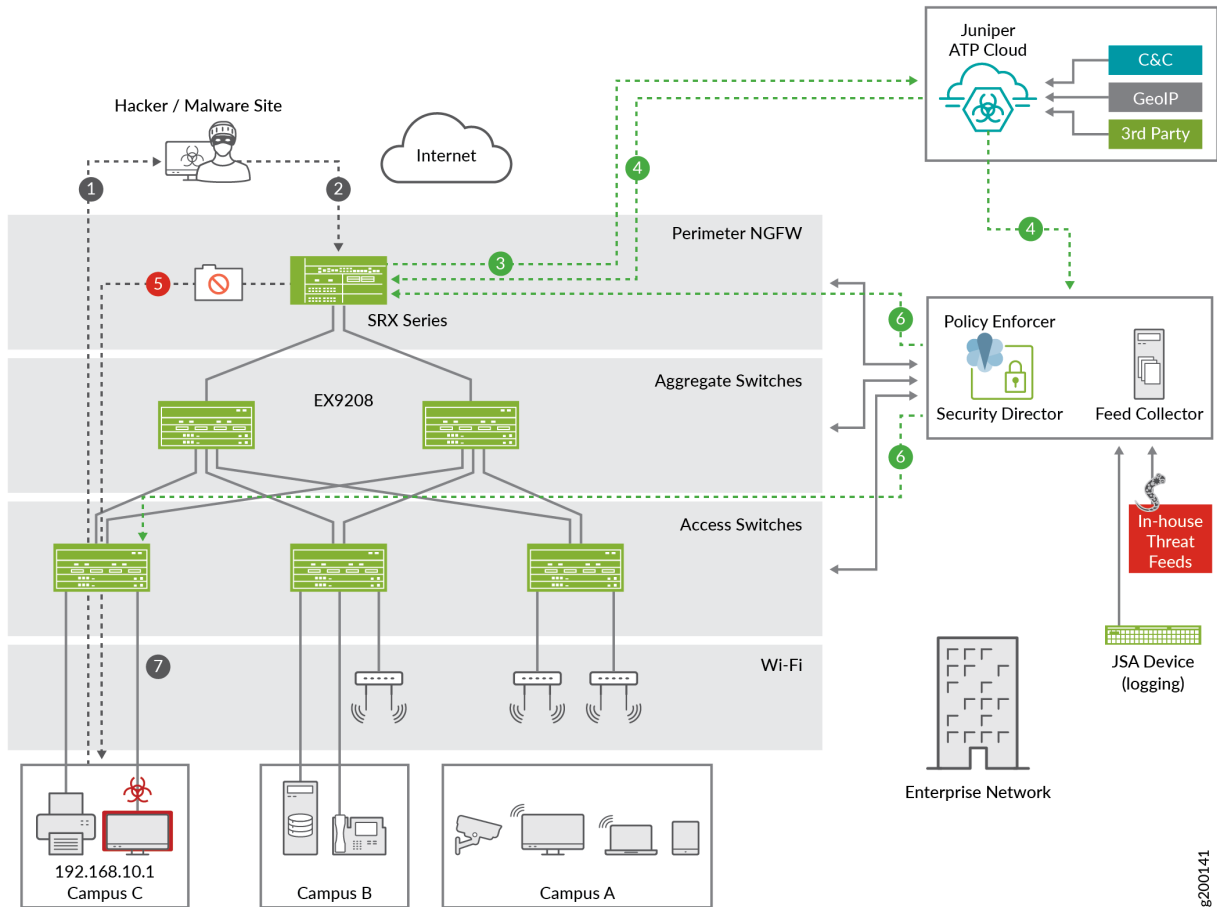 Juniper
ATP Cloud
C&C
GeoIP
3rd Party
Hacker / Malware Site
Internet
1
2
4
4
Perimeter NGFW
3
5
SRX Series
6
Policy Enforcer
Security Director
Feed Collector
Aggregate Switches
EX9208
6
Access Switches
In-house
Threat
Feeds
7
Wi-Fi
JSA Device
(logging)
Enterprise Network
192.168.10.1
Campus C
Campus B
Campus A
g200141